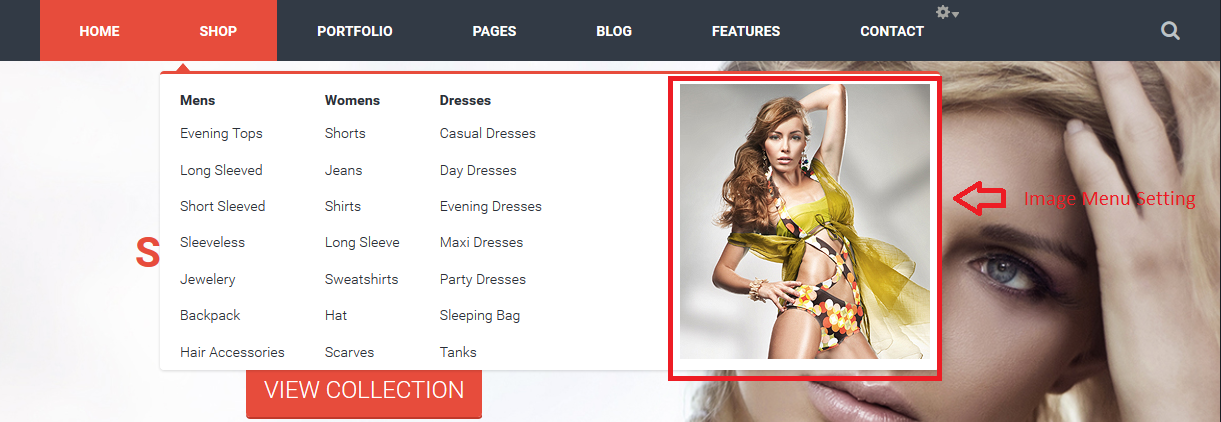 HOME SHOP PORTFOLIO PAGES BLOG FEATURES CONTACT
Mens Womens Dresses
Evening Tops Shorts Casual Dresses
Long Sleeved Jeans Day Dresses
Short Sleeved Shirts Evening Dresses
Sleeveless Long Sleeve Maxi Dresses
Jewelery Sweatshirts Party Dresses
Backpack Hat Sleeping Bag
Hair Accessories Scarves Tanks
Image Menu Setting
S
VIEW COLLECTION